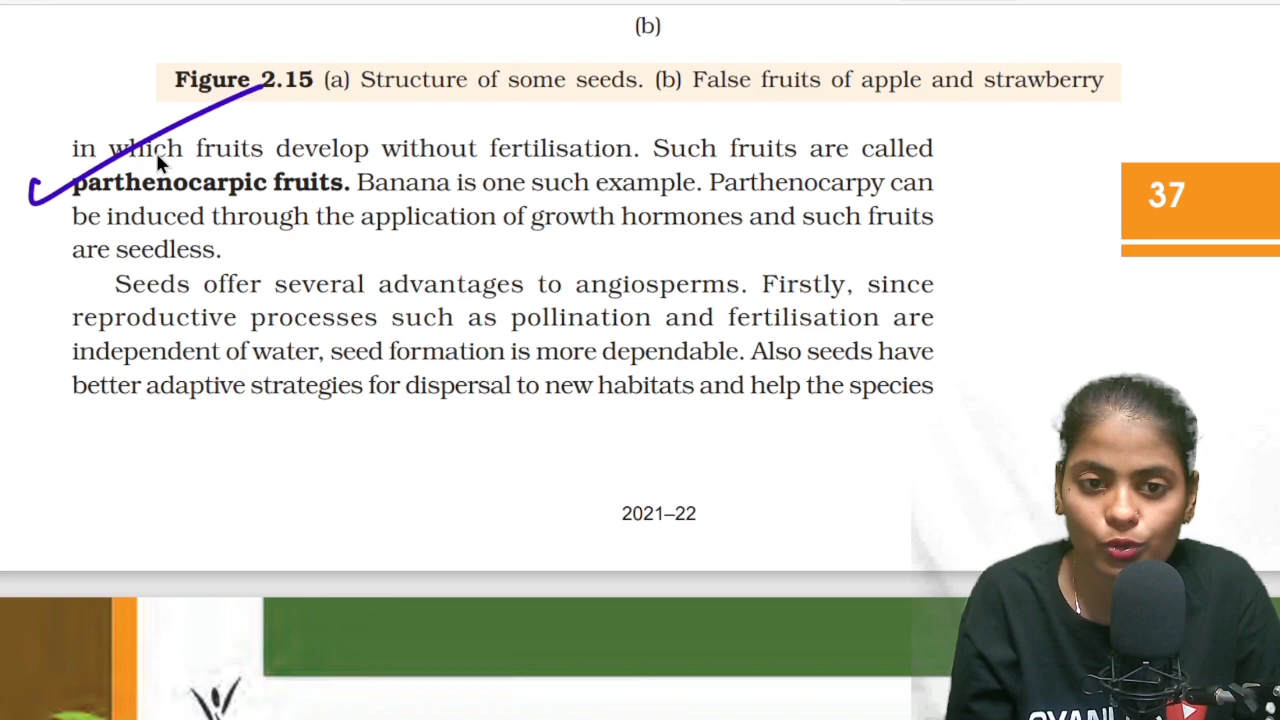 (b)
Figure 2.15 (a) Structure of some seeds. (b) False fruits of apple and strawberry
in which fruits develop without fertilisation. Such fruits are called
parthenocarpic fruits. Banana is one such example. Parthenocarpy can
be induced through the application of growth hormones and such fruits
are seedless.
37
Seeds offer several advantages to angiosperms. Firstly, since
reproductive processes such as pollination and fertilisation are
independent of water, seed formation is more dependable. Also seeds have
better adaptive strategies for dispersal to new habitats and help the species
2021–22